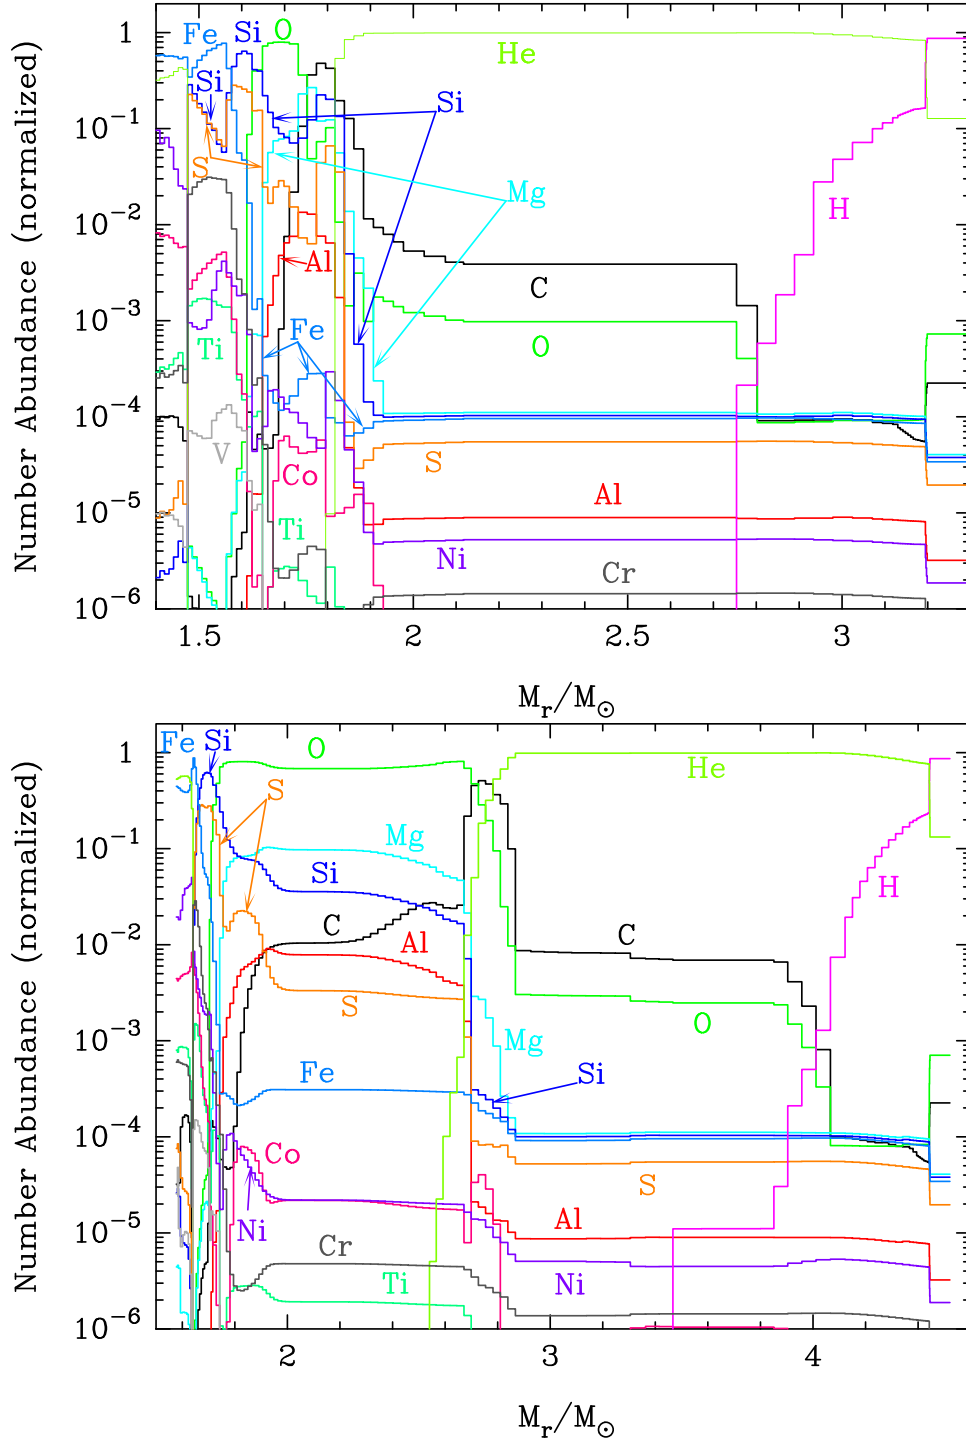 Number Abundance (normalized)
1
10⁻¹
10⁻²
10⁻³
10⁻⁴
10⁻⁵
10⁻⁶
Fe Si O
He
Si
Si
S
Mg
H
Al
C
Fe
Ti
O
V
Co
S
Al
Ti
Ni
Cr
1.5 2 2.5 3
M_r/M_⊙
Number Abundance (normalized)
1
10⁻¹
10⁻²
10⁻³
10⁻⁴
10⁻⁵
10⁻⁶
Fe Si O
He
S
Mg
Si
H
C
Al
C
S
O
Mg
Fe
Si
Co
S
Ni
Al
Cr
Ti
Ni
2 3 4
M_r/M_⊙